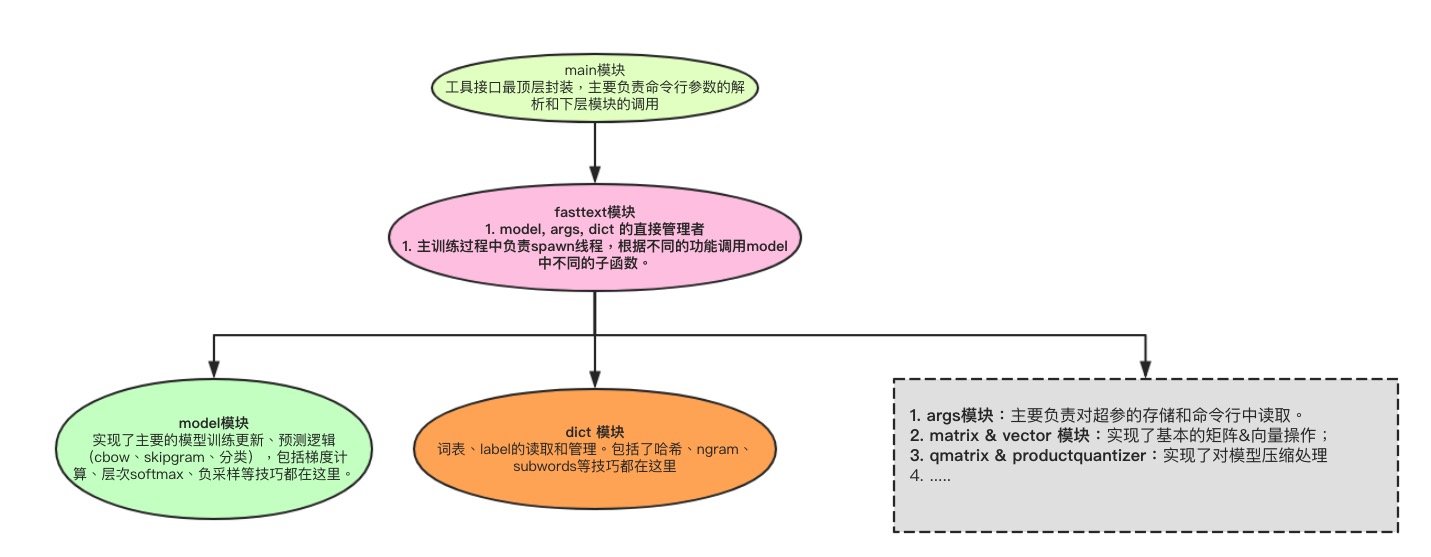 main模块
工具接口最顶层封装，主要负责命令行参数的解
析和下层模块的调用
fasttext模块
1. model, args, dict 的直接管理者
1. 主训练过程中负责spawn线程，根据不同的功能调用model
中不同的子函数。
model模块
实现了主要的模型训练更新、预测逻辑
（cbow、skipgram、分类），包括梯度计
算、层次softmax、负采样等技巧都在这里。
dict 模块
词表、label的读取和管理。包括了哈希、ngram、
subwords等技巧都在这里
1. args模块：主要负责对超参的存储和命令行中读取。
2. matrix & vector 模块：实现了基本的矩阵&向量操作；
3. qmatrix & productquantizer：实现了对模型压缩处理
4. .....